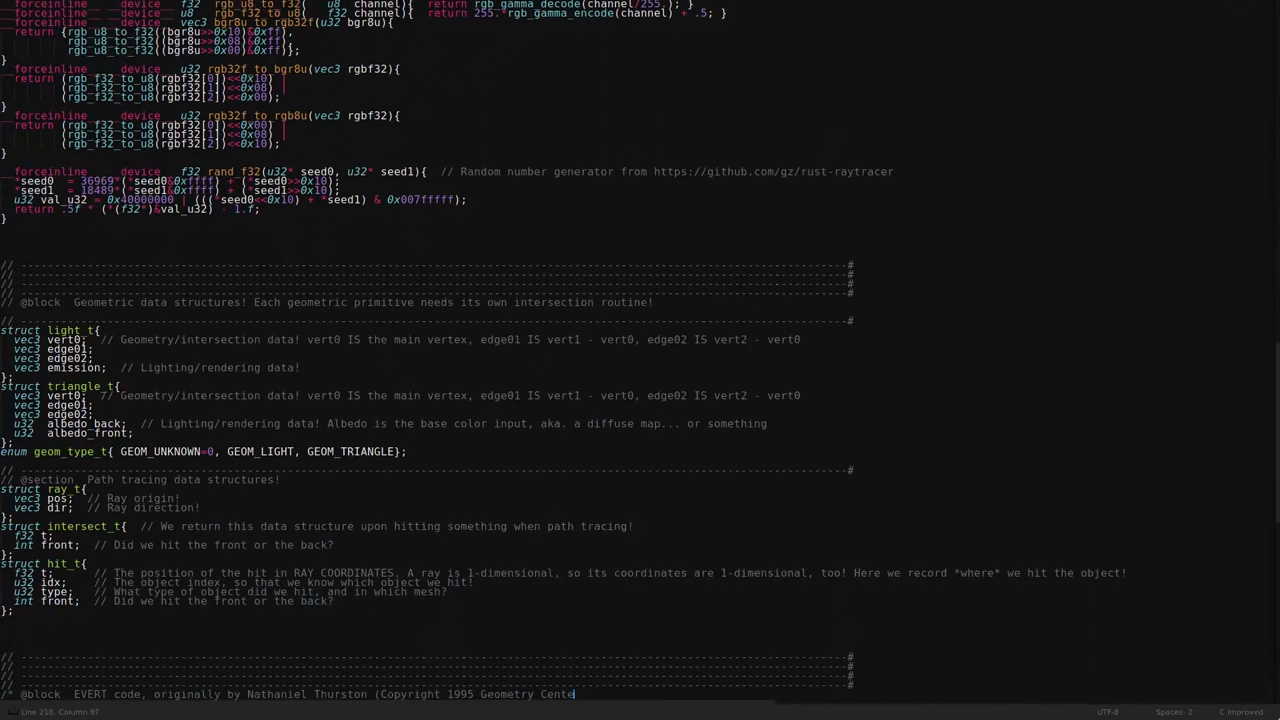 __forceinline__ __device__ f32 rgb_u8_to_f32( u8 channel){ return rgb_gamma_decode(channel/255.); }
__forceinline__ __device__ u8 rgb_f32_to_u8( f32 channel){ return 255.*rgb_gamma_encode(channel) + .5; }
__forceinline__ __device__ vec3 bgr8u_to_rgb32f(u32 bgr8u){
return {rgb_u8_to_f32((bgr8u>>0x10)&0xff),
rgb_u8_to_f32((bgr8u>>0x08)&0xff),
rgb_u8_to_f32((bgr8u>>0x00)&0xff)};
}
__forceinline__ __device__ u32 rgb32f_to_bgr8u(vec3 rgbf32){
return (rgb_f32_to_u8(rgbf32[0])<<0x10) |
(rgb_f32_to_u8(rgbf32[1])<<0x08) |
(rgb_f32_to_u8(rgbf32[2])<<0x00);
}
__forceinline__ __device__ u32 rgb32f_to_rgb8u(vec3 rgbf32){
return (rgb_f32_to_u8(rgbf32[0])<<0x00) |
(rgb_f32_to_u8(rgbf32[1])<<0x08) |
(rgb_f32_to_u8(rgbf32[2])<<0x10);
}
__forceinline__ __device__ f32 rand_f32(u32* seed0, u32* seed1){ // Random number generator from https://github.com/gz/rust-raytracer
*seed0 = 36969*(*seed0&0xffff) + (*seed0>>0x10);
*seed1 = 18489*(*seed1&0xffff) + (*seed1>>0x10);
u32 val_u32 = 0x40000000 | (((*seed0<<0x10) + *seed1) & 0x007fffff);
return .5f * (*(f32*)&val_u32) - 1.f;
}
// ----------------------------------------------------------------------------------------------------------------------------#
// ----------------------------------------------------------------------------------------------------------------------------#
// ----------------------------------------------------------------------------------------------------------------------------#
// ----------------------------------------------------------------------------------------------------------------------------#
// @block Geometric data structures! Each geometric primitive needs its own intersection routine!
// ----------------------------------------------------------------------------------------------------------------------------#
struct light_t{
vec3 vert0; // Geometry/intersection data! vert0 IS the main vertex, edge01 IS vert1 - vert0, edge02 IS vert2 - vert0
vec3 edge01;
vec3 edge02;
vec3 emission; // Lighting/rendering data!
};
struct triangle_t{
vec3 vert0; // Geometry/intersection data! vert0 IS the main vertex, edge01 IS vert1 - vert0, edge02 IS vert2 - vert0
vec3 edge01;
vec3 edge02;
u32 albedo_back; // Lighting/rendering data! Albedo is the base color input, aka. a diffuse map... or something
u32 albedo_front;
};
enum geom_type_t{ GEOM_UNKNOWN=0, GEOM_LIGHT, GEOM_TRIANGLE};
// ----------------------------------------------------------------------------------------------------------------------------#
// @section Path tracing data structures!
struct ray_t{
vec3 pos; // Ray origin!
vec3 dir; // Ray direction!
};
struct intersect_t{ // We return this data structure upon hitting something when path tracing!
f32 t;
int front; // Did we hit the front or the back?
};
struct hit_t{
f32 t; // The position of the hit in RAY COORDINATES. A ray is 1-dimensional, so its coordinates are 1-dimensional, too! Here we record *where* we hit the object!
u32 idx; // The object index, so that we know which object we hit!
u32 type; // What type of object did we hit, and in which mesh?
int front; // Did we hit the front or the back?
};
// ----------------------------------------------------------------------------------------------------------------------------#
// ----------------------------------------------------------------------------------------------------------------------------#
// ----------------------------------------------------------------------------------------------------------------------------#
// ----------------------------------------------------------------------------------------------------------------------------#
/* @block EVERT code, originally by Nathaniel Thurston (Copyright 1995 Geometry Cente
Line 218, Column 87 UTF-8 Spaces: 2 C Improved